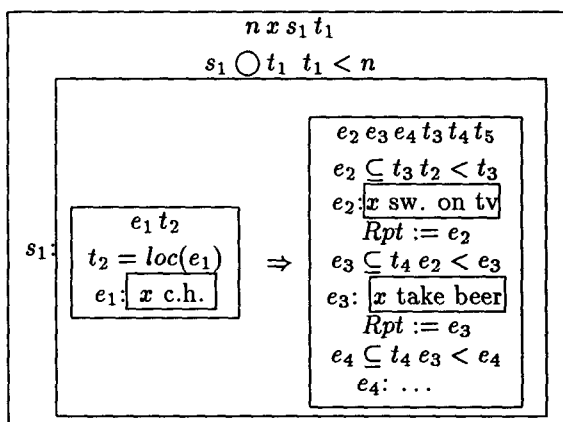 n x s₁ t₁
s₁ ◯ t₁ t₁ < n
s₁:
e₁ t₂
t₂ = loc(e₁)
e₁: x c.h.
⇒
e₂ e₃ e₄ t₃ t₄ t₅
e₂ ⊆ t₃ t₂ < t₃
e₂: x sw. on tv
Rpt := e₂
e₃ ⊆ t₄ e₂ < e₃
e₃: x take beer
Rpt := e₃
e₄ ⊆ t₄ e₃ < e₄
e₄: ...